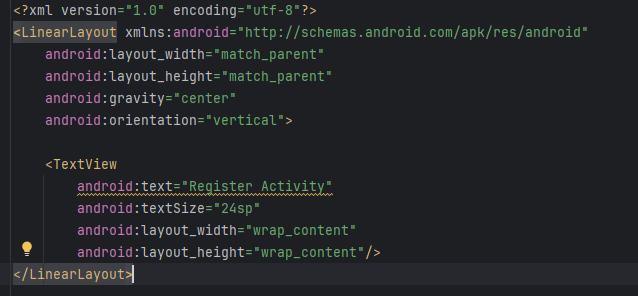 <?xml version="1.0" encoding="utf-8"?>
<LinearLayout xmlns:android="http://schemas.android.com/apk/res/android"
    android:layout_width="match_parent"
    android:layout_height="match_parent"
    android:gravity="center"
    android:orientation="vertical">

    <TextView
        android:text="Register Activity"
        android:textSize="24sp"
        android:layout_width="wrap_content"
        android:layout_height="wrap_content"/>
</LinearLayout>